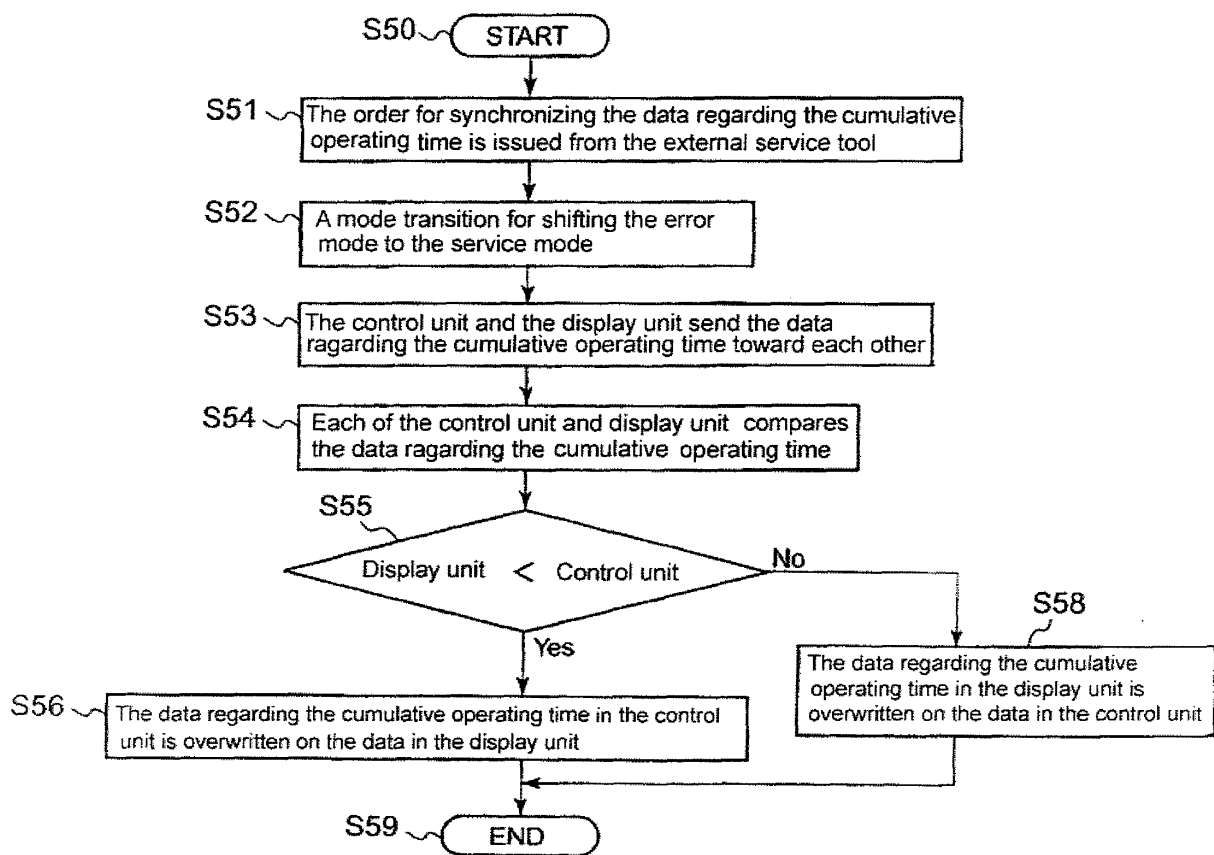 S50
START
S51
The order for synchronizing the data regarding the cumulative
operating time is issued from the external service tool
S52
A mode transition for shifting the error
mode to the service mode
S53
The control unit and the display unit send the data
ragarding the cumulative operating time toward each other
S54
Each of the control unit and display unit compares
the data ragarding the cumulative operating time
S55
Display unit < Control unit
No
Yes
S58
The data regarding the cumulative
operating time in the display unit is
overwritten on the data in the control unit
S56
The data regarding the cumulative operating time in the control
unit is overwritten on the data in the display unit
S59
END